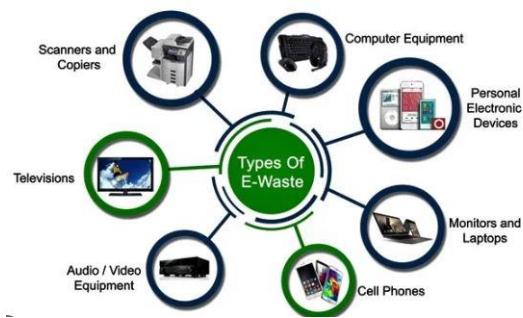 Scanners and
Copiers
Computer Equipment
Personal
Electronic
Devices
Types Of
E-Waste
Televisions
Monitors and
Laptops
Audio / Video
Equipment
Cell Phones